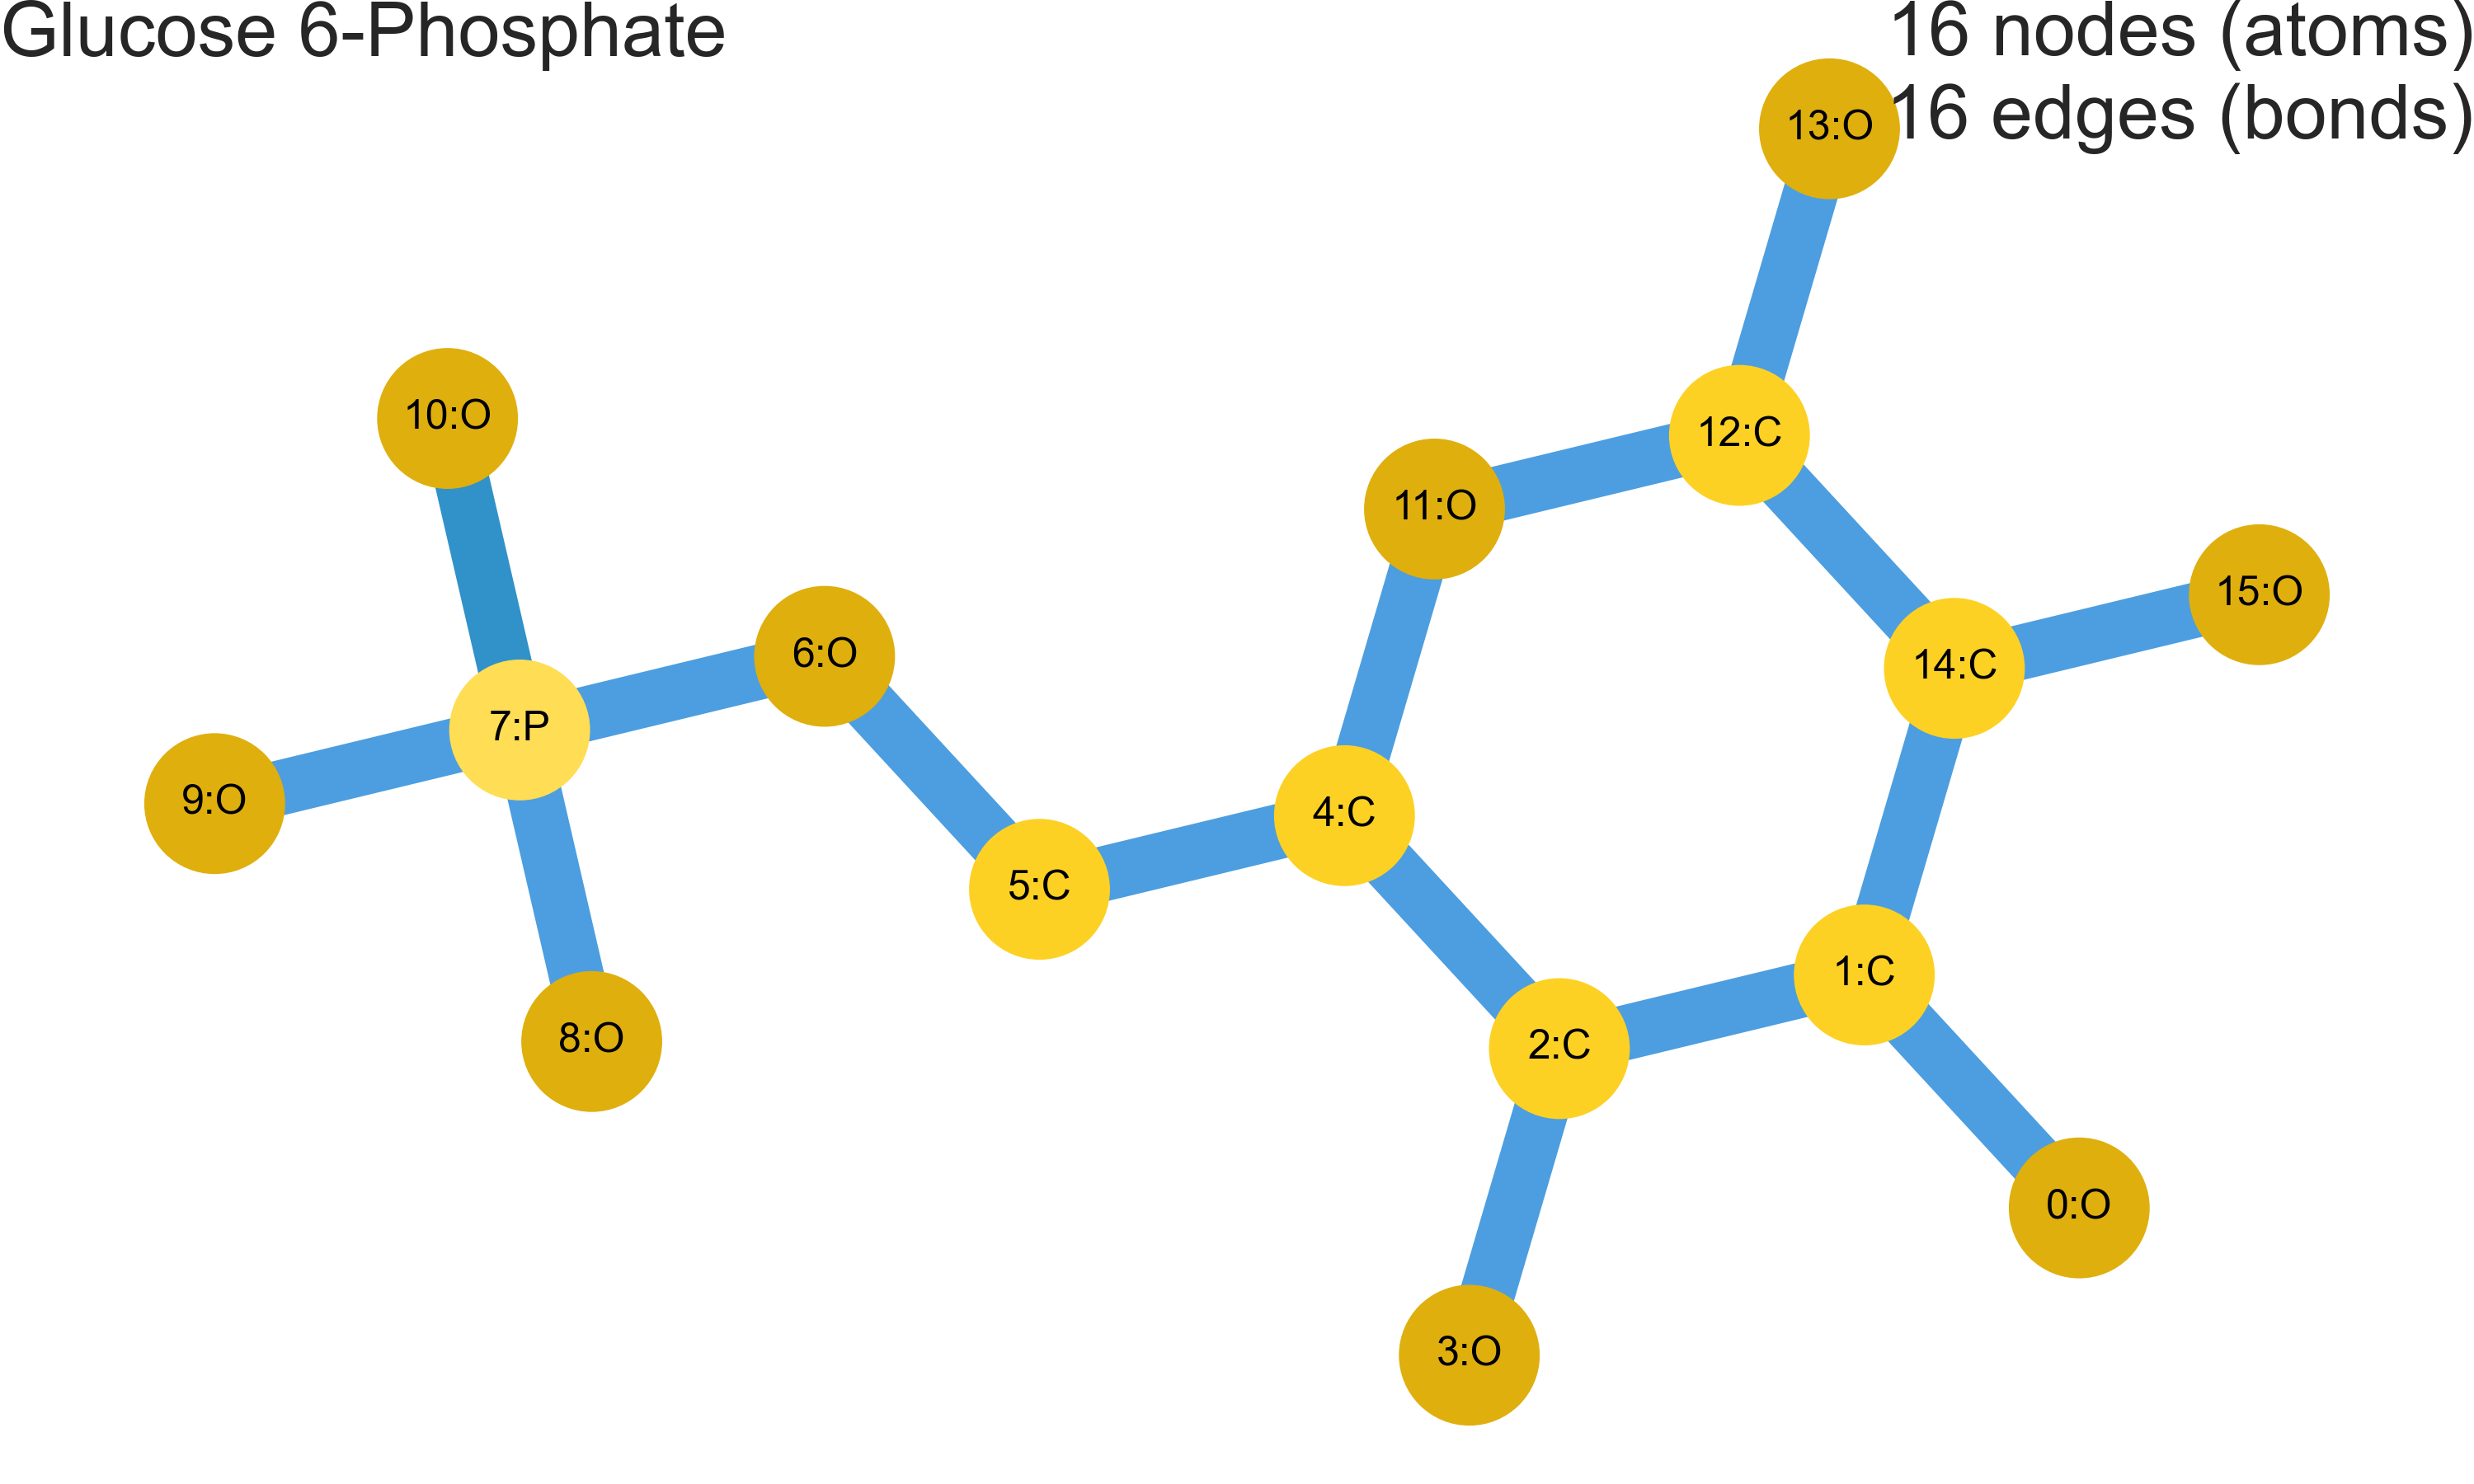 Glucose 6-Phosphate
16 nodes (atoms)
16 edges (bonds)
13:O
10:O
12:C
11:O
15:O
6:O
14:C
7:P
9:O
4:C
5:C
1:C
8:O
2:C
0:O
3:O